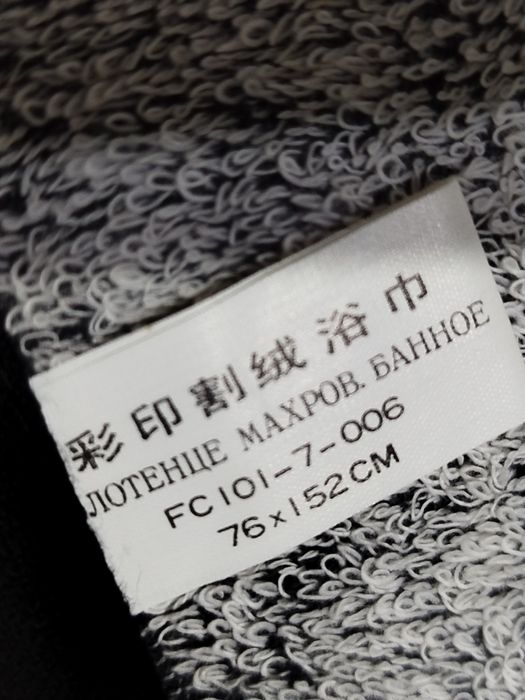 彩印割绒浴巾
ЛОТЕНЦЕ МАХРОВ. БАННОЕ
FC101-7-006
76×152CM